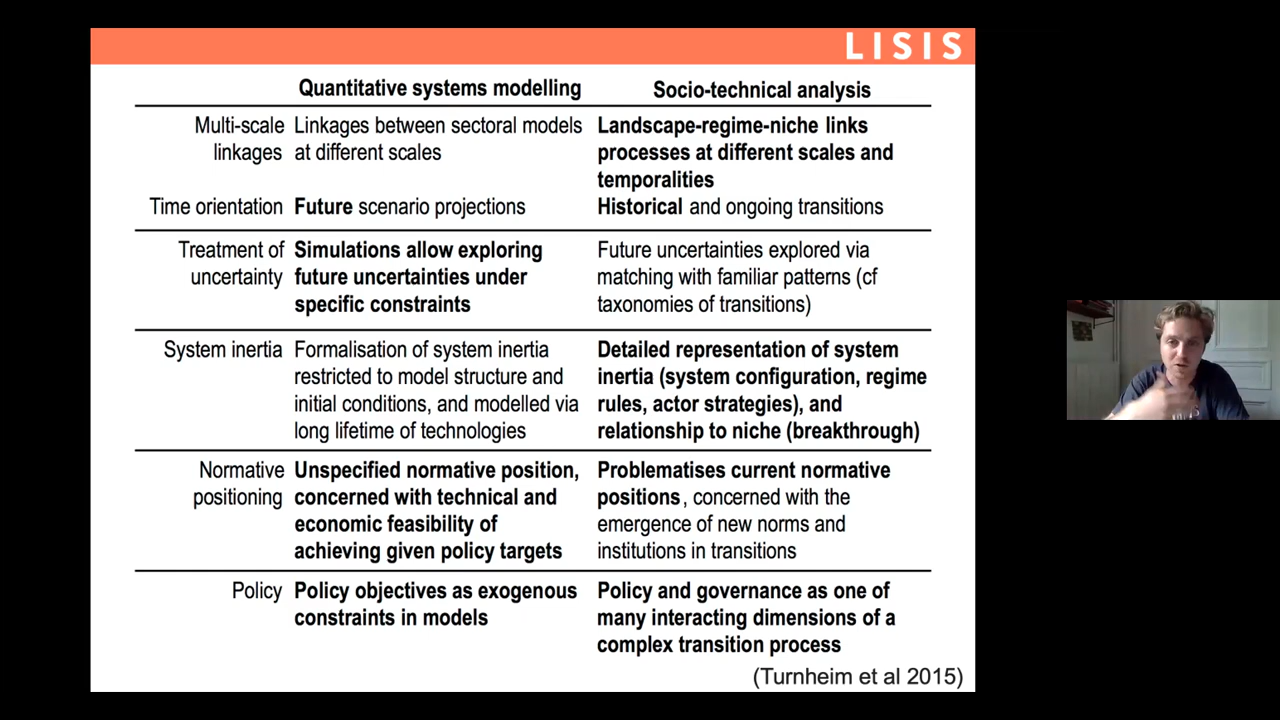 LISIS
Quantitative systems modelling
Socio-technical analysis
Multi-scale linkages
Linkages between sectoral models
at different scales
Landscape-regime-niche links
processes at different scales and
temporalities
Time orientation
Future scenario projections
Historical and ongoing transitions
Treatment of
uncertainty
Simulations allow exploring
future uncertainties under
specific constraints
Future uncertainties explored via
matching with familiar patterns (cf
taxonomies of transitions)
System inertia
Formalisation of system inertia
restricted to model structure and
initial conditions, and modelled via
long lifetime of technologies
Detailed representation of system
inertia (system configuration, regime
rules, actor strategies), and
relationship to niche (breakthrough)
Normative
positioning
Unspecified normative position,
concerned with technical and
economic feasibility of
achieving given policy targets
Problematises current normative
positions, concerned with the
emergence of new norms and
institutions in transitions
Policy
Policy objectives as exogenous
constraints in models
Policy and governance as one of
many interacting dimensions of a
complex transition process
(Turnheim et al 2015)